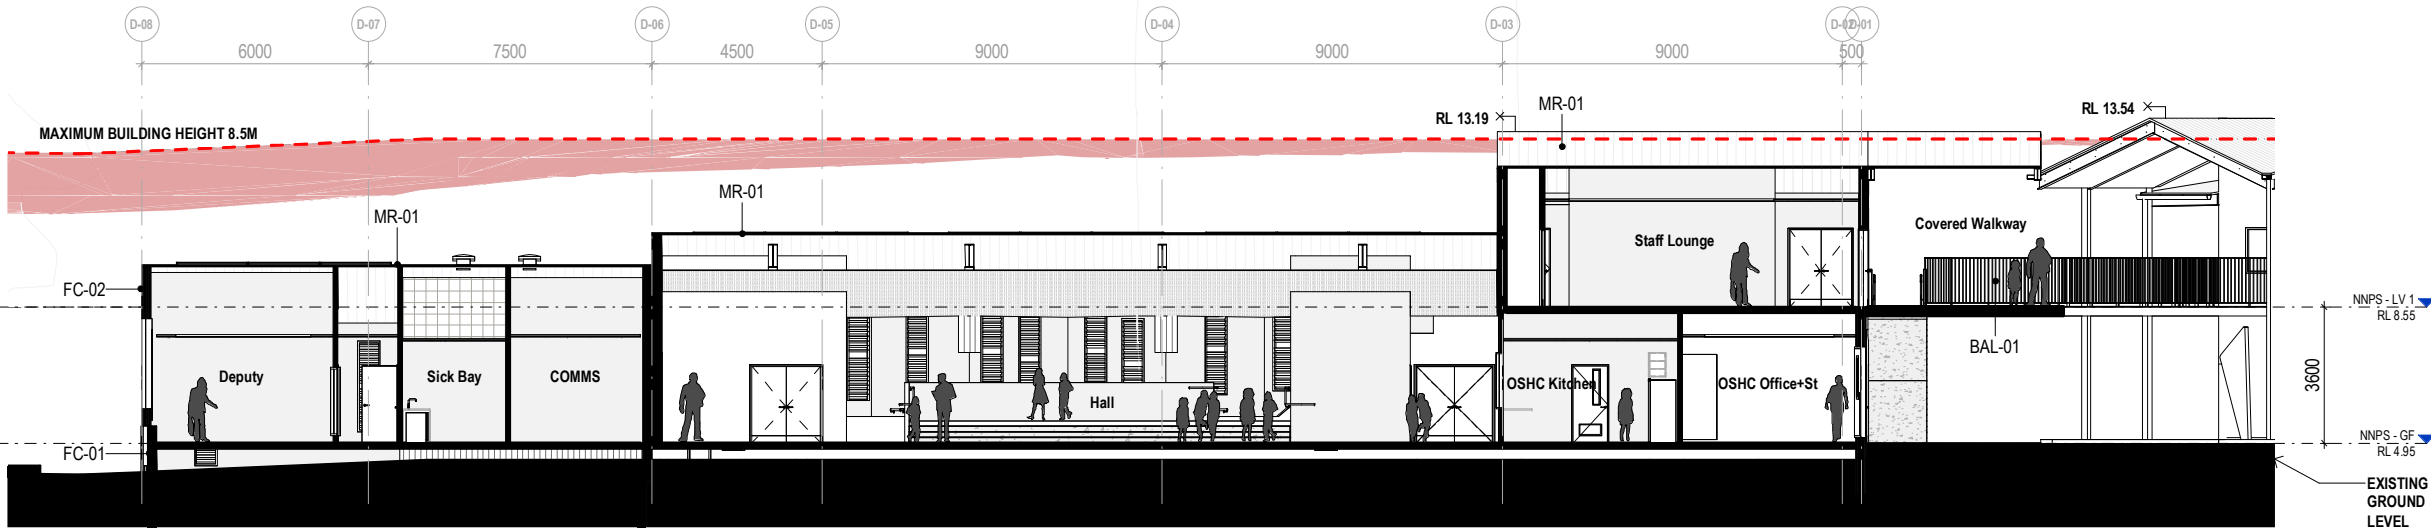 D-08 D-07 D-06 D-05 D-04 D-03 D-02 D-01
6000 7500 4500 9000 9000 9000 500
MAXIMUM BUILDING HEIGHT 8.5M
RL 13.19
MR-01
RL 13.54
MR-01
MR-01
Covered Walkway
Staff Lounge
FC-02
NNPS - LV 1
RL 8.55
BAL-01
Deputy
Sick Bay
COMMS
Hall
OSHC Kitchen
OSHC Office+St
3600
NNPS - GF
RL 4.95
FC-01
EXISTING
GROUND
LEVEL